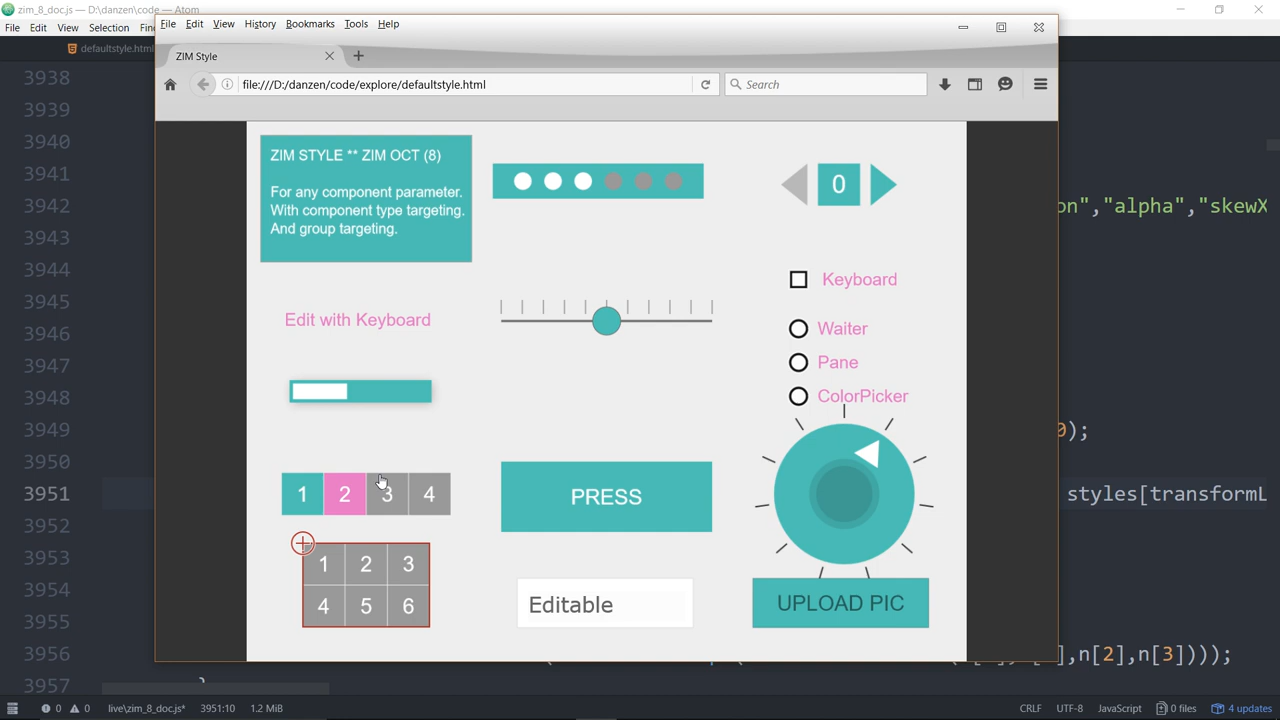 zim_8_doc.js — D:\danzen\code — Atom
File Edit View Selection Find
defaultstyle.html
File Edit View History Bookmarks Tools Help
ZIM Style
file:///D:/danzen/code/explore/defaultstyle.html
Search
3938
3939
3940
3941
3942
3943
3944
3945
3946
3947
3948
3949
3950
3951
3952
3953
3954
3955
3956
3957
ZIM STYLE ** ZIM OCT (8)
For any component parameter.
With component type targeting.
And group targeting.
0
on","alpha","skewX
Keyboard
Edit with Keyboard
Waiter
Pane
ColorPicker
0);
1 2 3 4
PRESS
styles[transformL
1 2 3
4 5 6
Editable
UPLOAD PIC
,n[2],n[3])));
0 0 live\zim_8_doc.js* 3951:10 1.2 MiB
CRLF UTF-8 JavaScript 0 files 4 updates